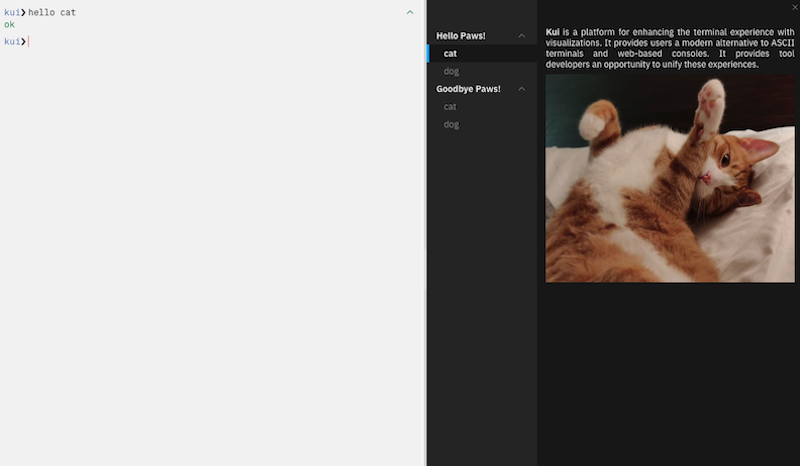 kui❯ hello cat
ok
kui❯
Hello Paws!
cat
dog
Goodbye Paws!
cat
dog
Kui is a platform for enhancing the terminal experience with
visualizations. It provides users a modern alternative to ASCII
terminals and web-based consoles. It provides tool
developers an opportunity to unify these experiences.